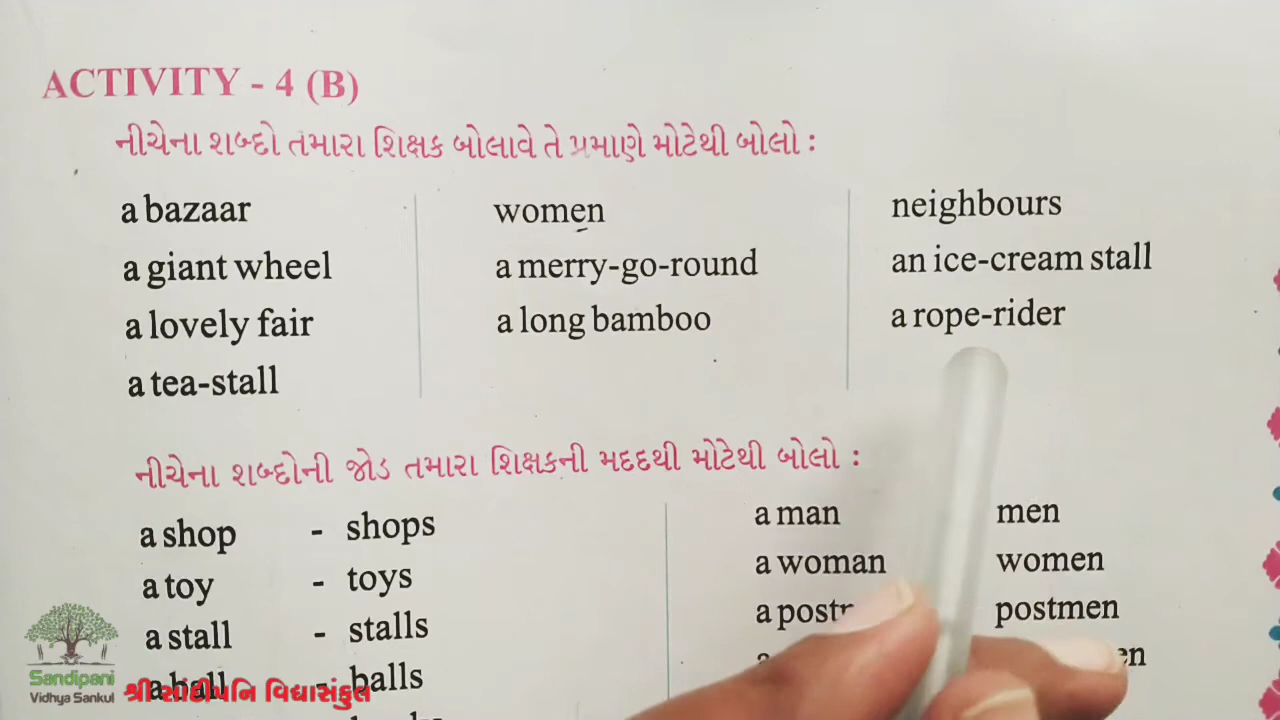 ACTIVITY - 4 (B)
નીચેના શબ્દો તમારા શિક્ષક બોલાવે તે પ્રમાણે મોટેથી બોલો :
a bazaar
a giant wheel
a lovely fair
a tea-stall
women
a merry-go-round
a long bamboo
neighbours
an ice-cream stall
a rope-rider
નીચેના શબ્દોની જોડ તમારા શિક્ષકની મદદથી મોટેથી બોલો :
a shop - shops
a toy - toys
a stall - stalls
a ball - balls
a man men
a woman women
postmen
Sandipani
Vidhya Sankul
શ્રી સાંદીપનિ વિદ્યાસંકુલ